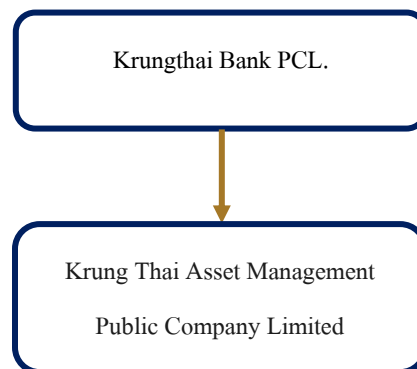 Krungthai Bank PCL.
Krung Thai Asset Management
Public Company Limited